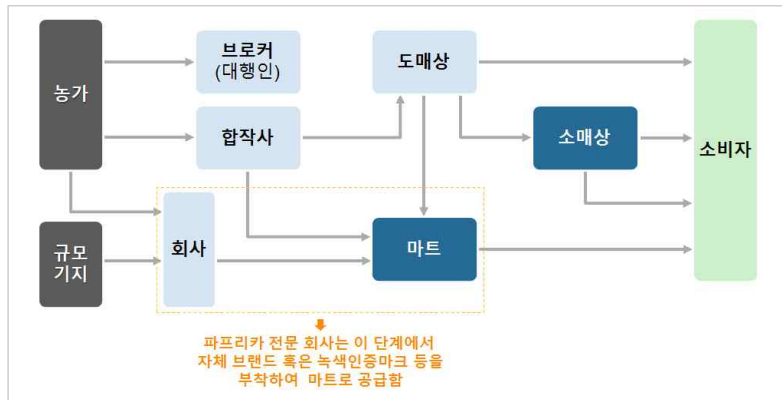 농가
브로커
(대행인)
도매상
합작사
소매상
소비자
규모
기지
회사
마트
파프리카 전문 회사는 이 단계에서
자체 브랜드 혹은 녹색인증마크 등을
부착하여 마트로 공급함